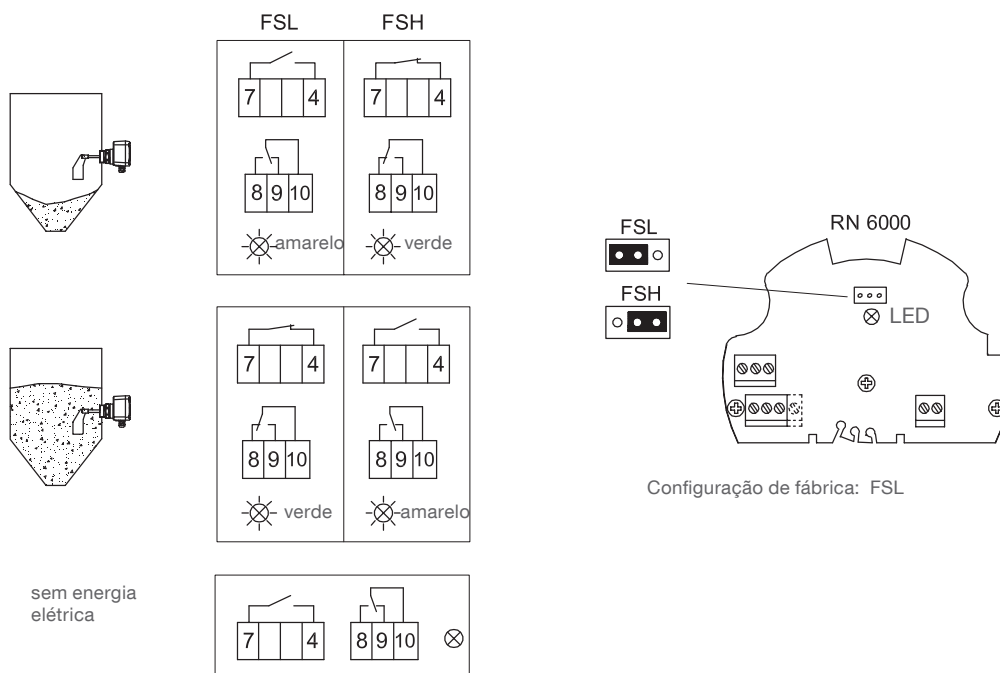 FSL FSH
7 4 7 4
8 9 10 8 9 10
amarelo verde
7 4 7 4
8 9 10 8 9 10
verde amarelo
sem energia
elétrica
7 4 8 9 10
RN 6000
FSL
FSH
LED
Configuração de fábrica: FSL